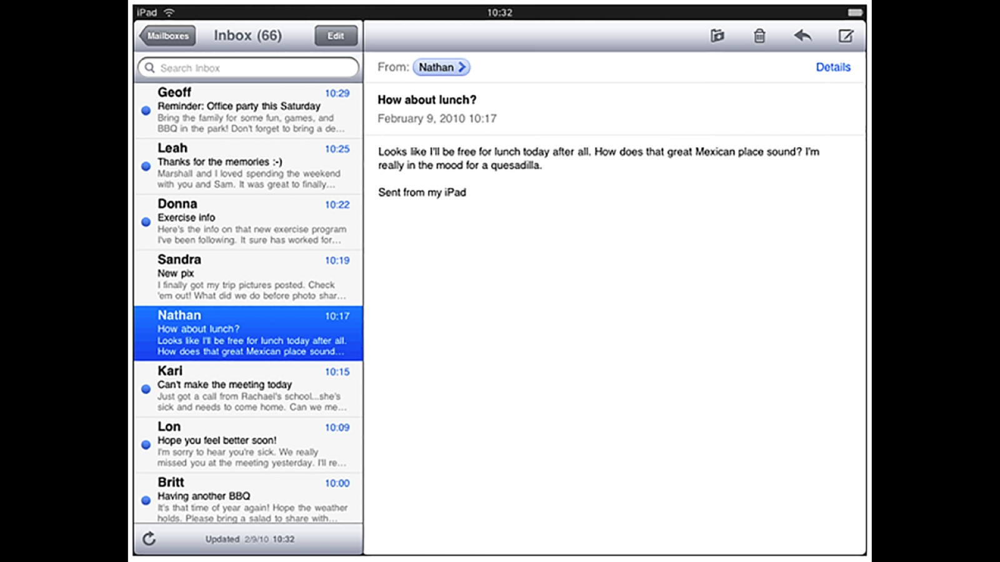 iPad 10:32
Mailboxes Inbox (66) Edit
Search Inbox
Geoff 10:29
Reminder: Office party this Saturday
Bring the family for some fun, games, and
BBQ in the park! Don't forget to bring a de...
Leah 10:25
Thanks for the memories :-)
Marshall and I loved spending the weekend
with you and Sam. It was great to finally...
Donna 10:22
Exercise info
Here's the info on that new exercise program
I've been following. It sure has worked for...
Sandra 10:19
New pix
I finally got my trip pictures posted. Check
'em out! What did we do before photo shar...
Nathan 10:17
How about lunch?
Looks like I'll be free for lunch today after all.
How does that great Mexican place sound...
Kari 10:15
Can't make the meeting today
Just got a call from Rachael's school...she's
sick and needs to come home. Can we me...
Lon 10:09
Hope you feel better soon!
I'm sorry to hear you're sick. We really
missed you at the meeting yesterday. I'll re...
Britt 10:00
Having another BBQ
It's that time of year again! Hope the weather
holds. Please bring a salad to share with...
Updated 2/9/10 10:32
From: Nathan Details
How about lunch?
February 9, 2010 10:17
Looks like I'll be free for lunch today after all. How does that great Mexican place sound? I'm
really in the mood for a quesadilla.
Sent from my iPad